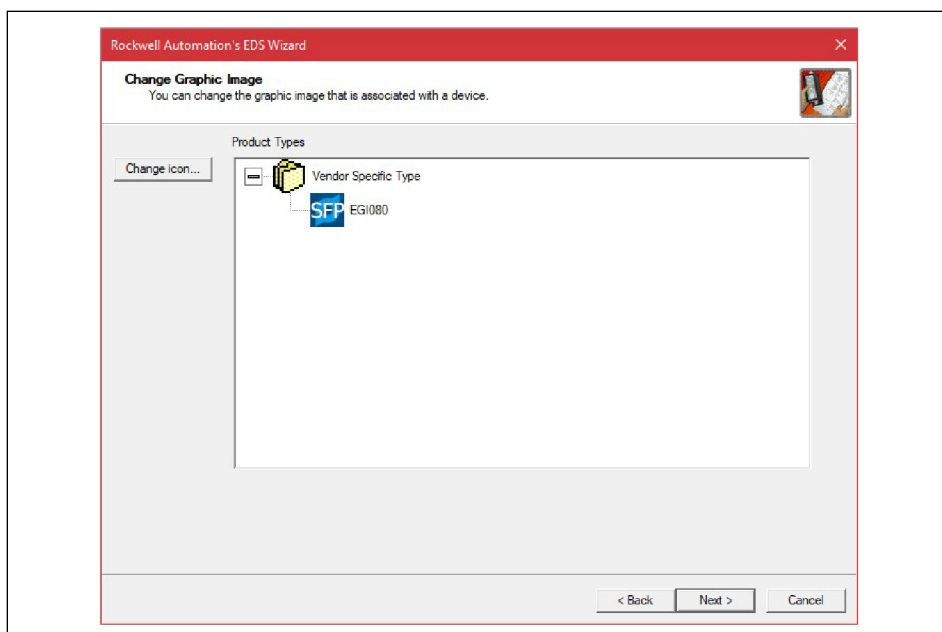 Rockwell Automation's EDS Wizard
Change Graphic Image
You can change the graphic image that is associated with a device.
Product Types
Change icon...
Vendor Specific Type
SFP EGI080
< Back Next > Cancel